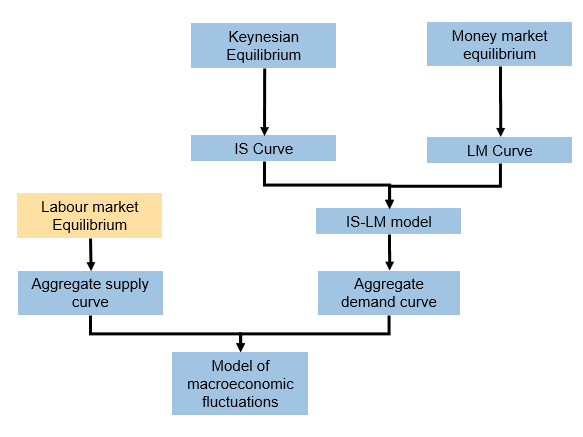 Keynesian
Equilibrium
Money market
equilibrium
IS Curve
LM Curve
Labour market
Equilibrium
IS-LM model
Aggregate supply
curve
Aggregate
demand curve
Model of
macroeconomic
fluctuations